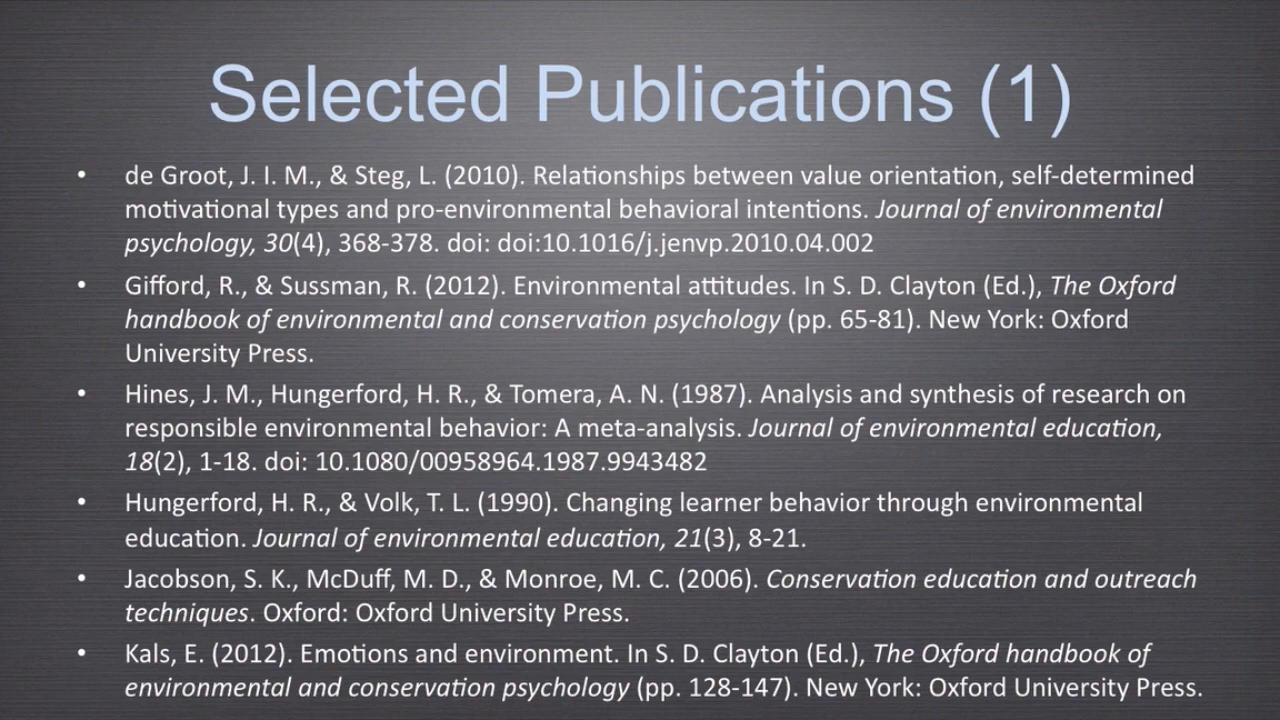 Selected Publications (1)
• de Groot, J. I. M., & Steg, L. (2010). Relationships between value orientation, self-determined
motivational types and pro-environmental behavioral intentions. Journal of environmental
psychology, 30(4), 368-378. doi: doi:10.1016/j.jenvp.2010.04.002
• Gifford, R., & Sussman, R. (2012). Environmental attitudes. In S. D. Clayton (Ed.), The Oxford
handbook of environmental and conservation psychology (pp. 65-81). New York: Oxford
University Press.
• Hines, J. M., Hungerford, H. R., & Tomera, A. N. (1987). Analysis and synthesis of research on
responsible environmental behavior: A meta-analysis. Journal of environmental education,
18(2), 1-18. doi: 10.1080/00958964.1987.9943482
• Hungerford, H. R., & Volk, T. L. (1990). Changing learner behavior through environmental
education. Journal of environmental education, 21(3), 8-21.
• Jacobson, S. K., McDuff, M. D., & Monroe, M. C. (2006). Conservation education and outreach
techniques. Oxford: Oxford University Press.
• Kals, E. (2012). Emotions and environment. In S. D. Clayton (Ed.), The Oxford handbook of
environmental and conservation psychology (pp. 128-147). New York: Oxford University Press.